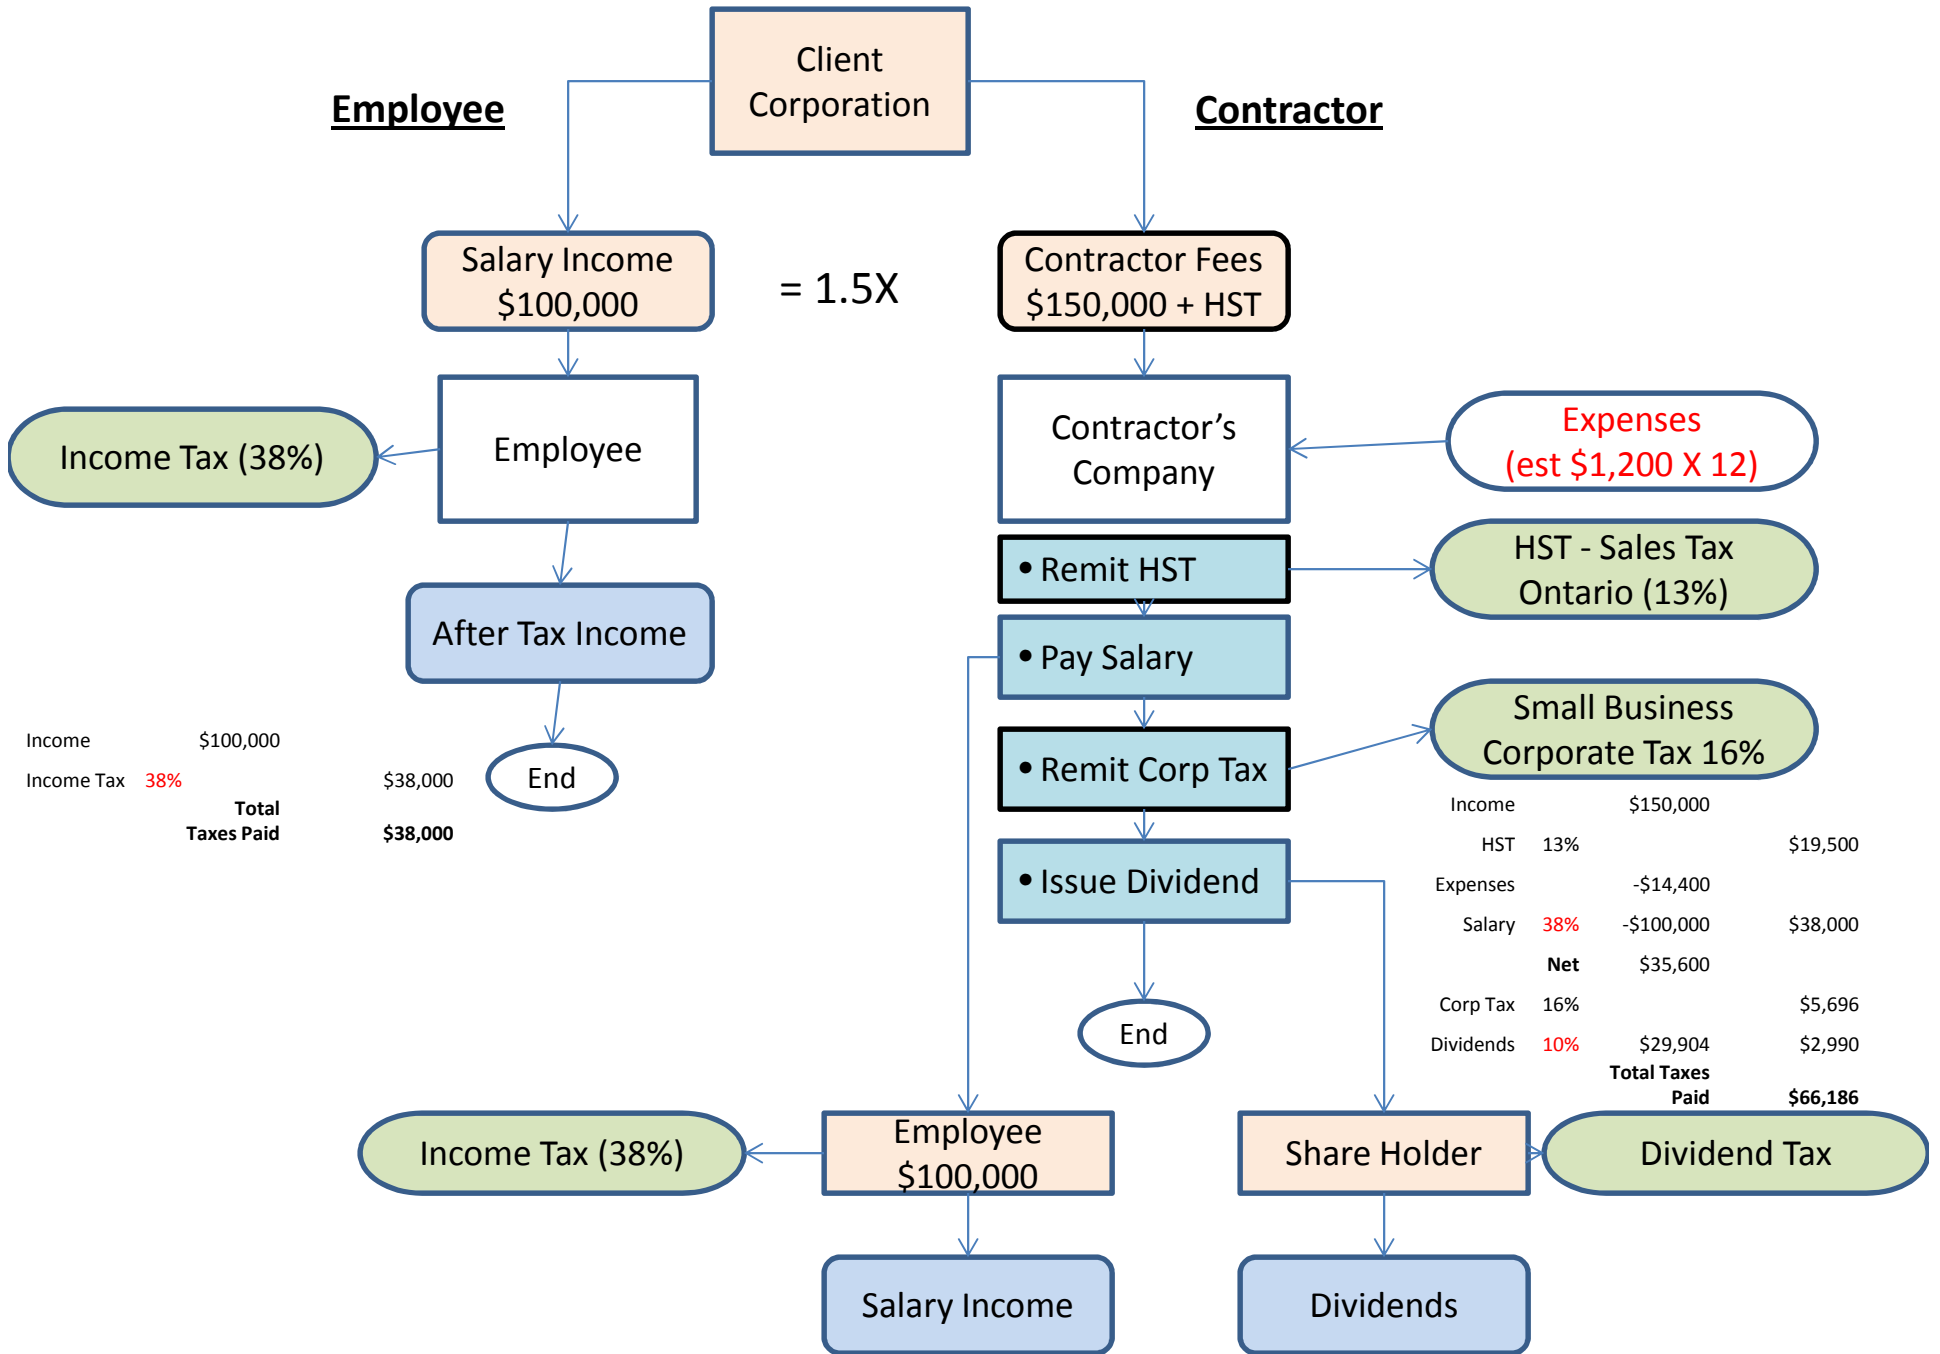 Client
Corporation
Employee
Contractor
Salary Income
$100,000
= 1.5X
Contractor Fees
$150,000 + HST
Income Tax (38%)
Employee
Contractor’s
Company
Expenses
(est $1,200 X 12)
• Remit HST
HST - Sales Tax
Ontario (13%)
After Tax Income
• Pay Salary
Small Business
Corporate Tax 16%
• Remit Corp Tax
Income $100,000
Income Tax 38% $38,000
Total
Taxes Paid $38,000
End
• Issue Dividend
Income $150,000
HST 13% $19,500
Expenses -$14,400
Salary 38% -$100,000 $38,000
Net $35,600
Corp Tax 16% $5,696
Dividends 10% $29,904 $2,990
Total Taxes
Paid $66,186
End
Income Tax (38%)
Employee
$100,000
Share Holder
Dividend Tax
Salary Income
Dividends